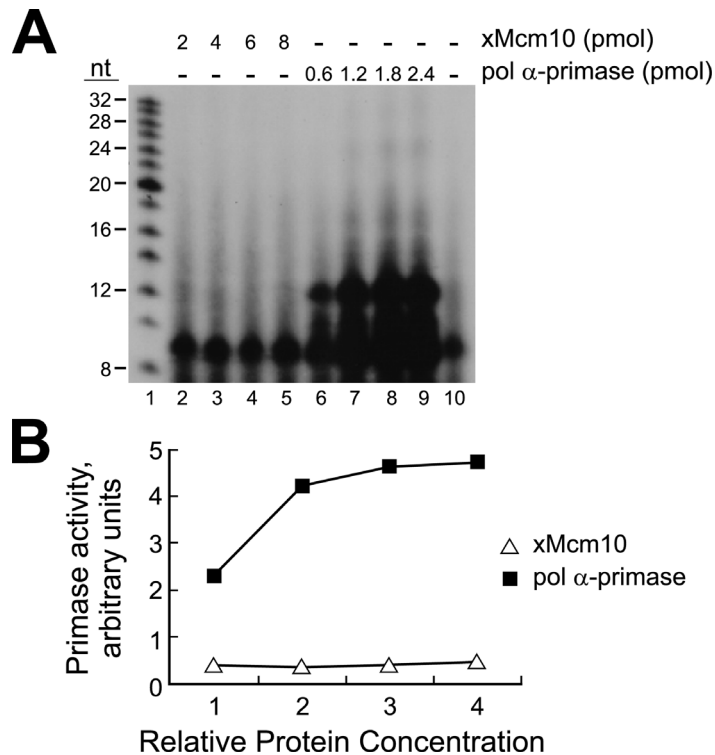 A
2 4 6 8 - - - - - xMcm10 (pmol)
nt - - - - 0.6 1.2 1.8 2.4 - pol α-primase (pmol)
32
28
24
20
16
12
8
1 2 3 4 5 6 7 8 9 10
B
Primase activity,
arbitrary units
5
4
3
2
1
0
xMcm10
pol α-primase
1 2 3 4
Relative Protein Concentration